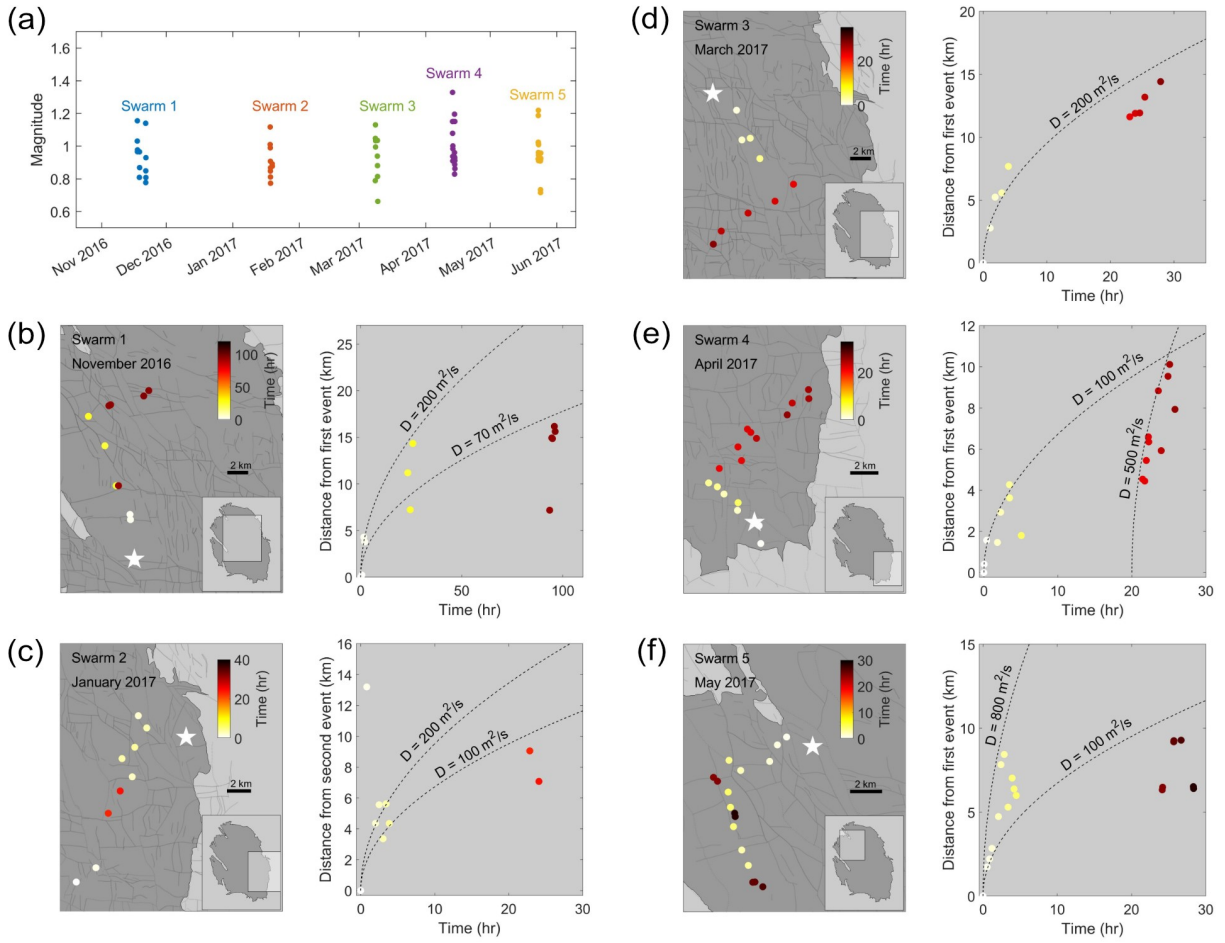 (a)
Magnitude
1.6
1.4
1.2
1
0.8
0.6
Swarm 1
Swarm 2
Swarm 3
Swarm 4
Swarm 5
Nov 2016
Dec 2016
Jan 2017
Feb 2017
Mar 2017
Apr 2017
May 2017
Jun 2017
(b)
Swarm 1
November 2016
100
50
0
Time (hr)
2 km
Distance from first event (km)
25
20
15
10
5
0
D = 200 m²/s
D = 70 m²/s
0
50
100
Time (hr)
(c)
Swarm 2
January 2017
40
20
0
Time (hr)
2 km
Distance from second event (km)
16
14
12
10
8
6
4
2
0
D = 200 m²/s
D = 100 m²/s
0
10
20
30
Time (hr)
(d)
Swarm 3
March 2017
20
0
Time (hr)
2 km
Distance from first event (km)
20
15
10
5
0
D = 200 m²/s
0
10
20
30
Time (hr)
(e)
Swarm 4
April 2017
20
0
Time (hr)
2 km
Distance from first event (km)
12
10
8
6
4
2
0
D = 100 m²/s
D = 500 m²/s
0
10
20
30
Time (hr)
(f)
Swarm 5
May 2017
30
20
10
0
Time (hr)
2 km
Distance from first event (km)
15
10
5
0
D = 800 m²/s
D = 100 m²/s
0
10
20
30
Time (hr)